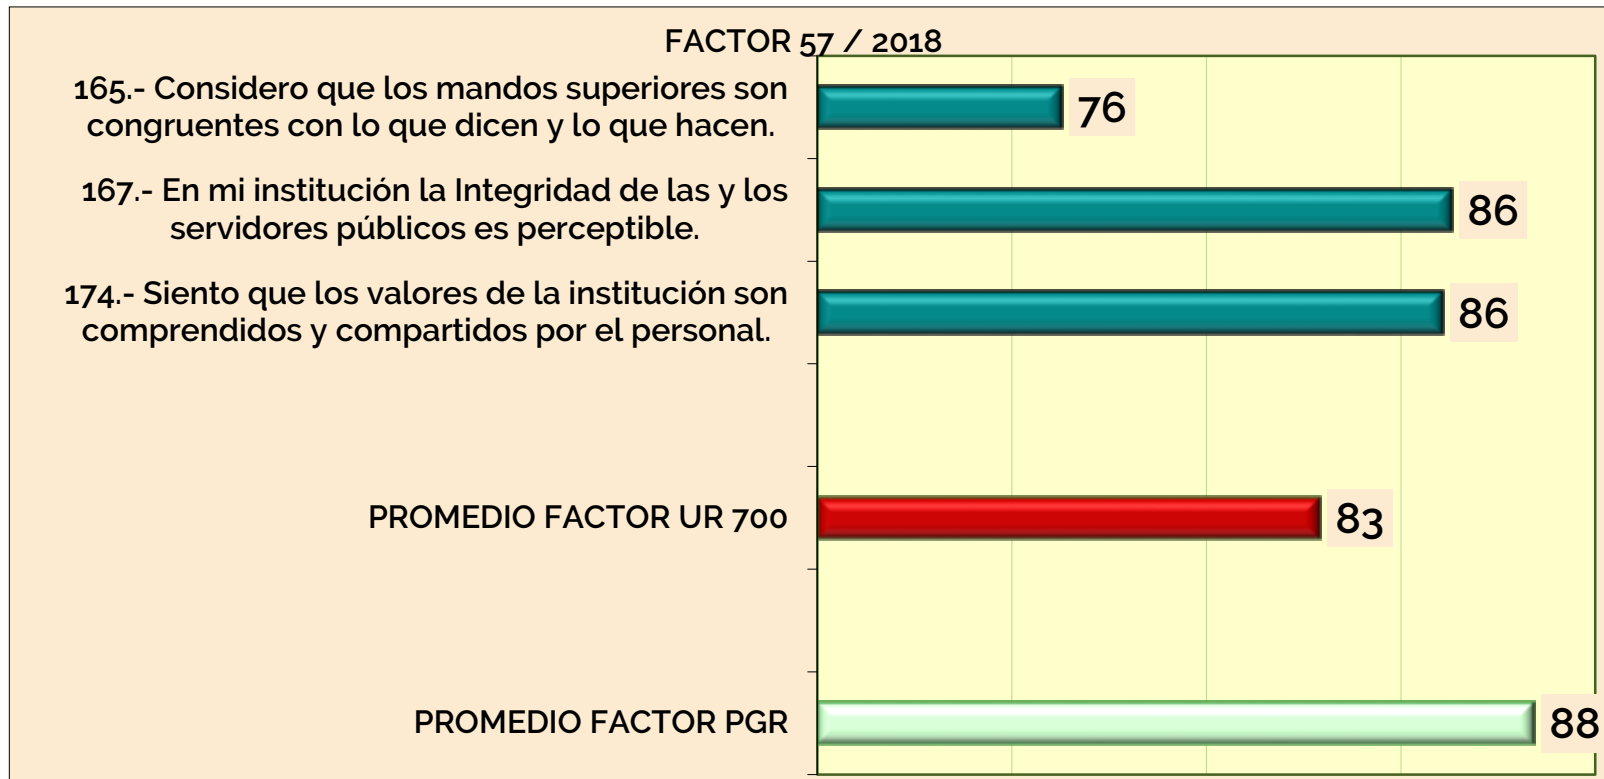 FACTOR 57 / 2018
165.- Considero que los mandos superiores son
congruentes con lo que dicen y lo que hacen.
76
167.- En mi institución la Integridad de las y los
servidores públicos es perceptible.
86
174.- Siento que los valores de la institución son
comprendidos y compartidos por el personal.
86
PROMEDIO FACTOR UR 700
83
PROMEDIO FACTOR PGR
88